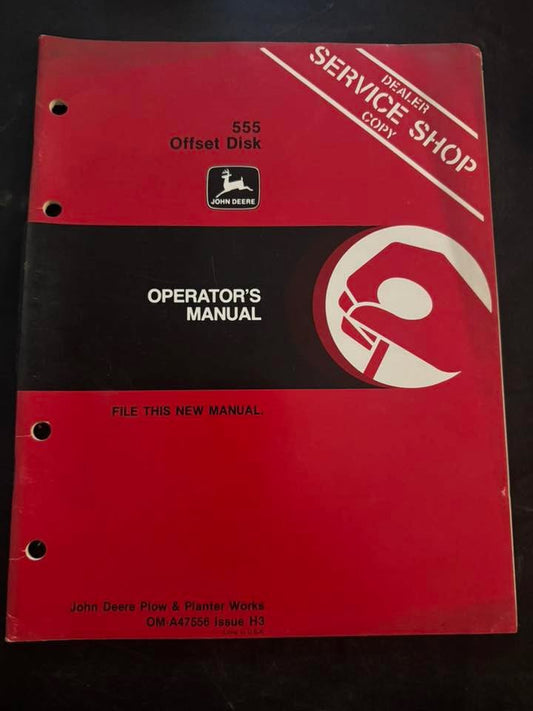 DEALER
SERVICE SHOP
COPY
555
Offset Disk
JOHN DEERE
OPERATOR'S
MANUAL
FILE THIS NEW MANUAL.
John Deere Plow & Planter Works
OM-A47556 Issue H3